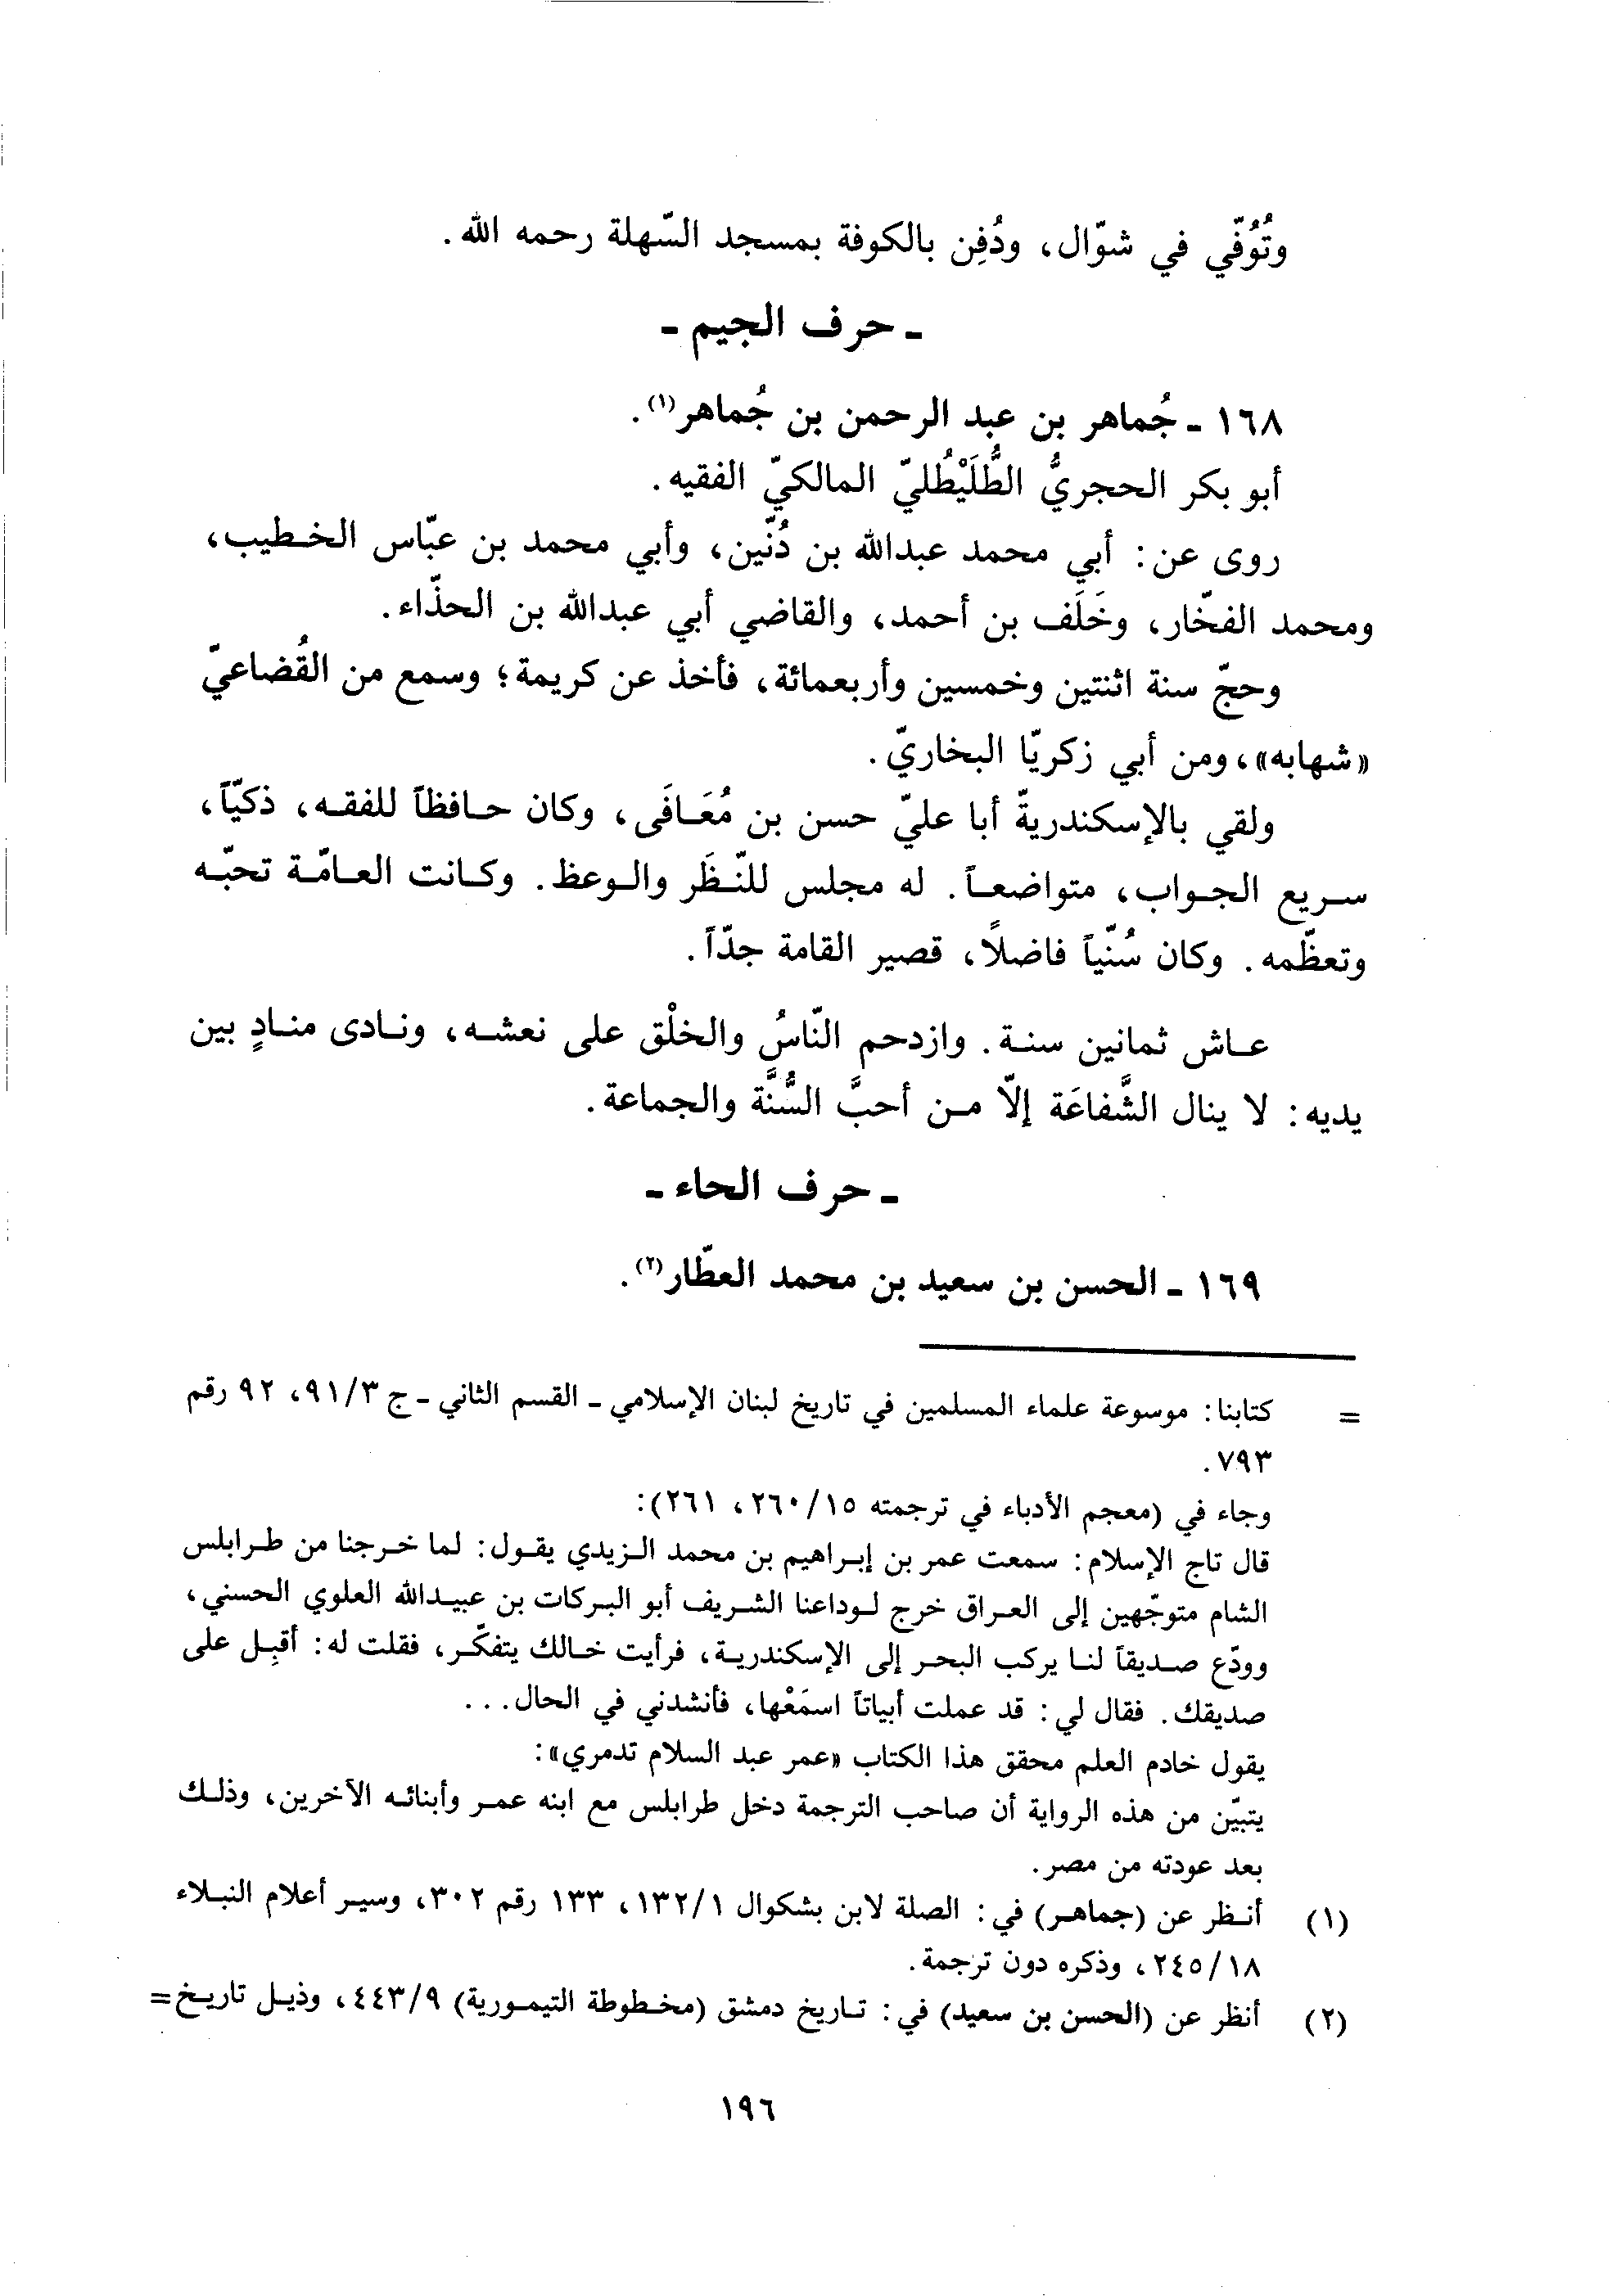 وتُوُفّي في شوّال، ودُفِن بالكوفة بمسجد السّهلة رحمه الله.
ـ حرف الجيم ـ
١٦٨ ـ جُماهر بن عبد الرحمن بن جُماهر(١).
أبو بكر الحجريُّ الطُّلَيْطُليّ المالكيّ الفقيه.
روى عن: أبي محمد عبدالله بن دُنّين، وأبي محمد بن عبّاس الخطيب،
ومحمد الفخّار، وخَلَف بن أحمد، والقاضي أبي عبدالله بن الحذّاء.
وحجّ سنة اثنتين وخمسين وأربعمائة، فأخذ عن كريمة؛ وسمع من القُضاعيّ
«شهابه»، ومن أبي زكريّا البخاريّ.
ولقي بالإسكندريةّ أبا عليّ حسن بن مُعَافَى، وكان حافظاً للفقه، ذكيّاً،
سريع الجواب، متواضعاً. له مجلس للنّظَر والوعظ. وكانت العامّة تحبّه
وتعظّمه. وكان سُنّياً فاضلًا، قصير القامة جدّاً.
عاش ثمانين سنة. وازدحم النّاسُ والخلْق على نعشه، ونادى منادٍ بين
يديه: لا ينال الشَّفاعَة إلّا من أحبَّ السُّنَّة والجماعة.
ـ حرف الحاء ـ
١٦٩ ـ الحسن بن سعيد بن محمد العطّار(٢).
= كتابنا: موسوعة علماء المسلمين في تاريخ لبنان الإسلامي ـ القسم الثاني ـ ج ٩١/٣، ٩٢ رقم
٧٩٣.
وجاء في (معجم الأدباء في ترجمته ٢٦٠/١٥، ٢٦١):
قال تاج الإسلام: سمعت عمر بن إبراهيم بن محمد الزيدي يقول: لما خرجنا من طرابلس
الشام متوجّهين إلى العراق خرج لوداعنا الشريف أبو البركات بن عبيدالله العلوي الحسني،
وودّع صديقاً لنا يركب البحر إلى الإسكندرية، فرأيت خالك يتفكّر، فقلت له: أقبِل على
صديقك. فقال لي: قد عملت أبياتاً اسمَعْها، فأنشدني في الحال...
يقول خادم العلم محقق هذا الكتاب «عمر عبد السلام تدمري»:
يتبيّن من هذه الرواية أن صاحب الترجمة دخل طرابلس مع ابنه عمر وأبنائه الآخرين، وذلك
بعد عودته من مصر.
(١) أنظر عن (جماهر) في: الصلة لابن بشكوال ١٣٢/١، ١٣٣ رقم ٣٠٢، وسير أعلام النبلاء
٢٤٥/١٨، وذكره دون ترجمة.
(٢) أنظر عن (الحسن بن سعيد) في: تاريخ دمشق (مخطوطة التيمورية) ٤٤٣/٩، وذيل تاريخ=
١٩٦